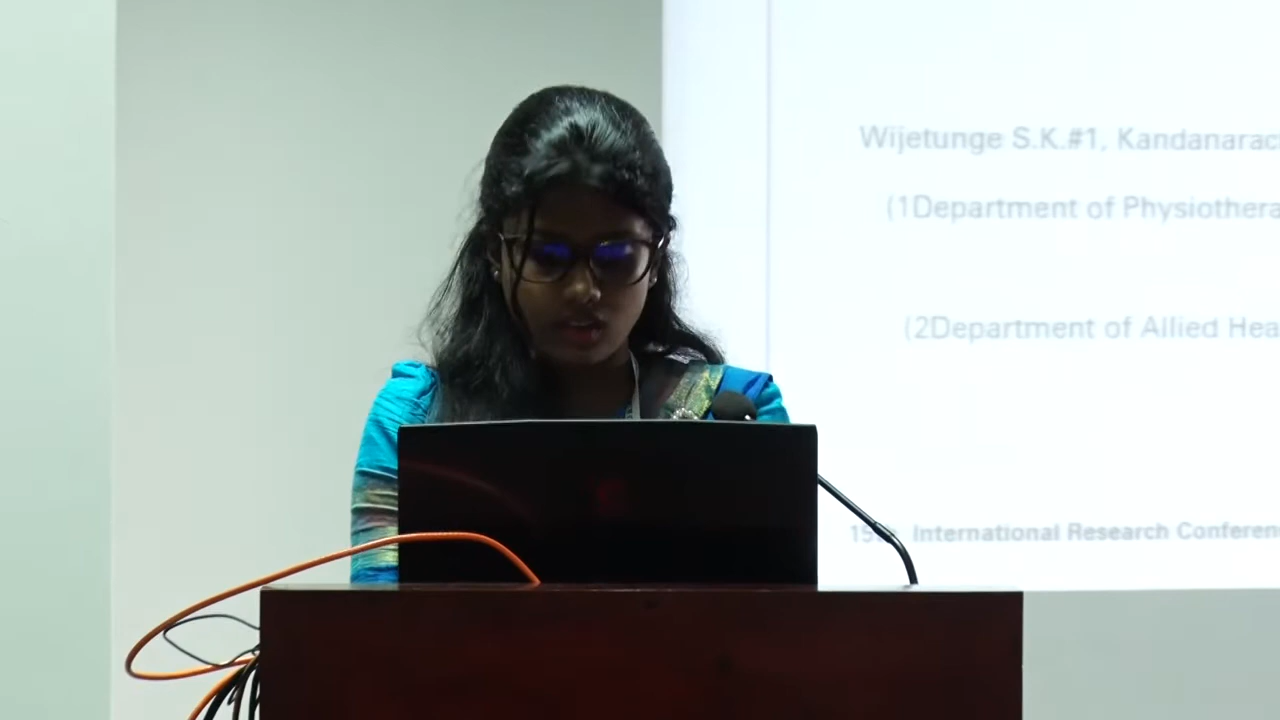 Wijetunge S.K.#1, Kandanarac
(1Department of Physiothera
(2Department of Allied Hea
International Research Conferen